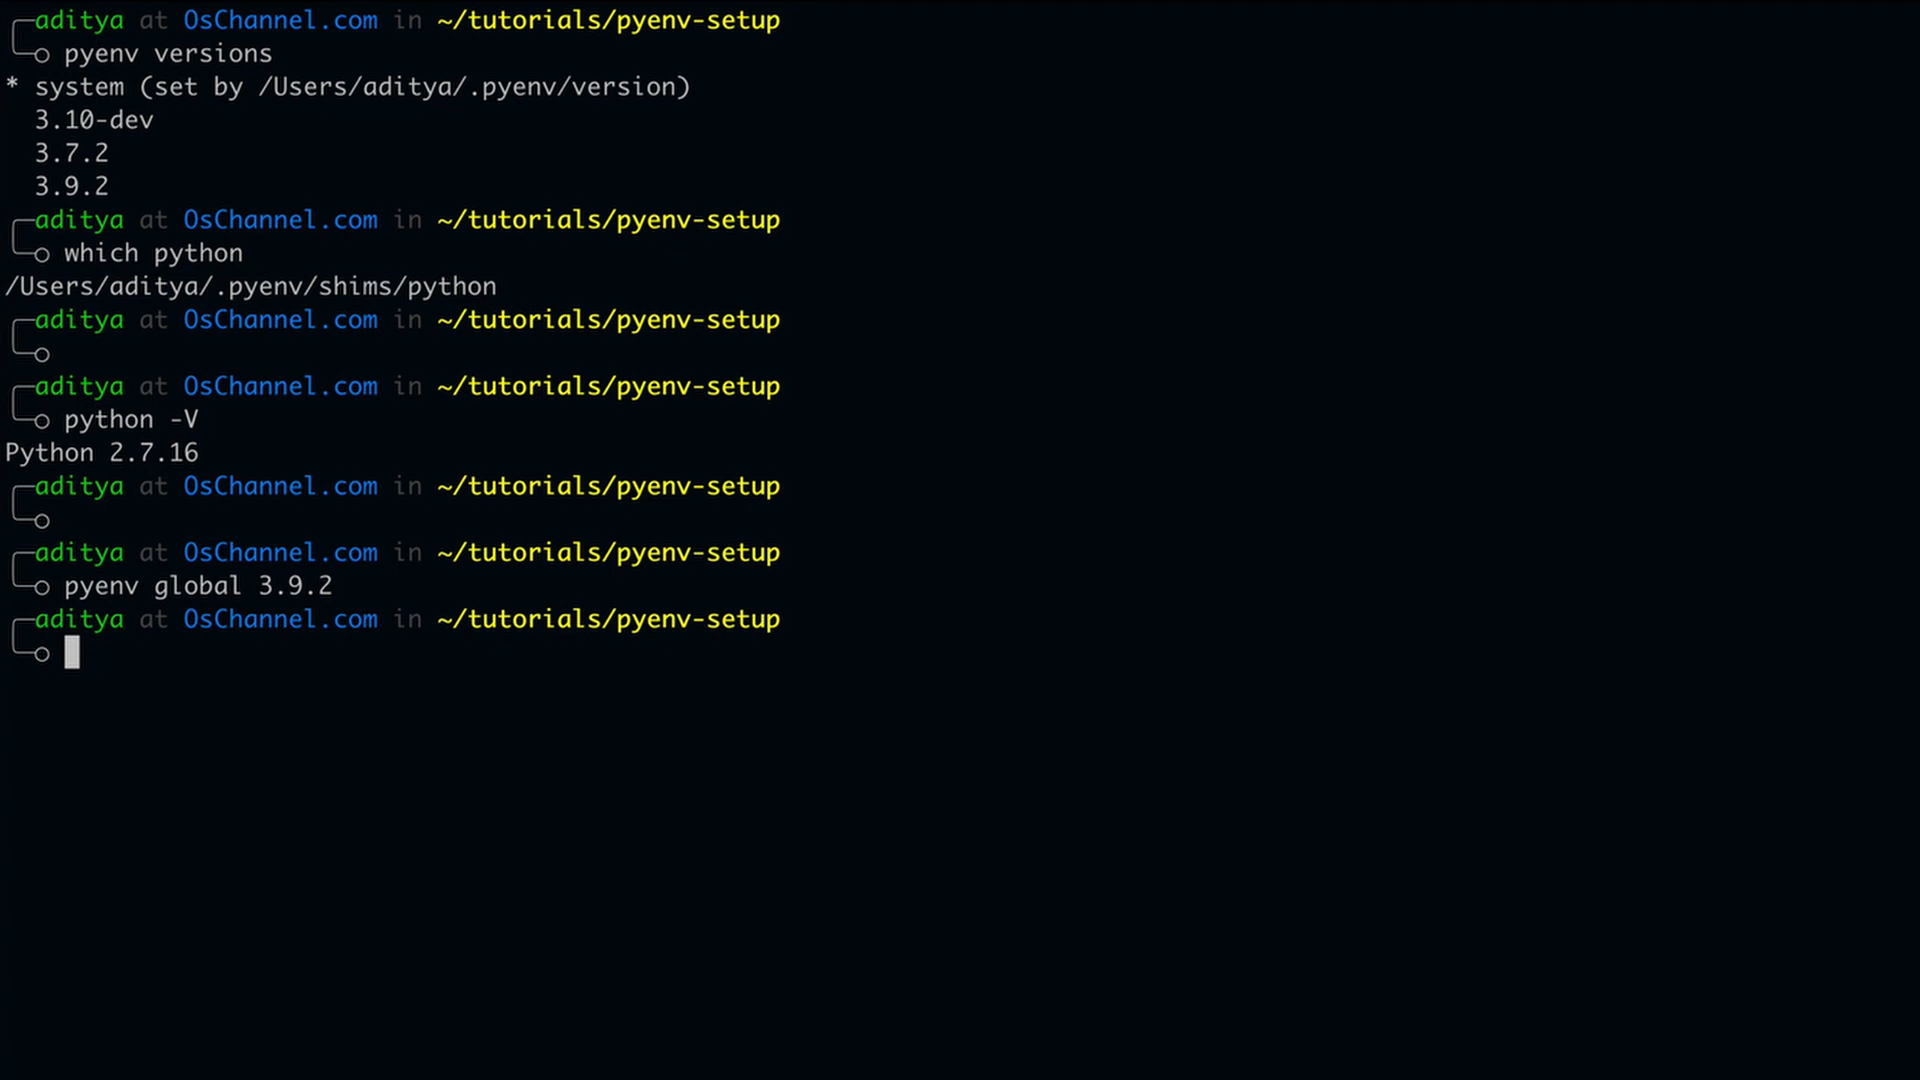 aditya at OsChannel.com in ~/tutorials/pyenv-setup
pyenv versions
* system (set by /Users/aditya/.pyenv/version)
3.10-dev
3.7.2
3.9.2
aditya at OsChannel.com in ~/tutorials/pyenv-setup
which python
/Users/aditya/.pyenv/shims/python
aditya at OsChannel.com in ~/tutorials/pyenv-setup
aditya at OsChannel.com in ~/tutorials/pyenv-setup
python -V
Python 2.7.16
aditya at OsChannel.com in ~/tutorials/pyenv-setup
aditya at OsChannel.com in ~/tutorials/pyenv-setup
pyenv global 3.9.2
aditya at OsChannel.com in ~/tutorials/pyenv-setup